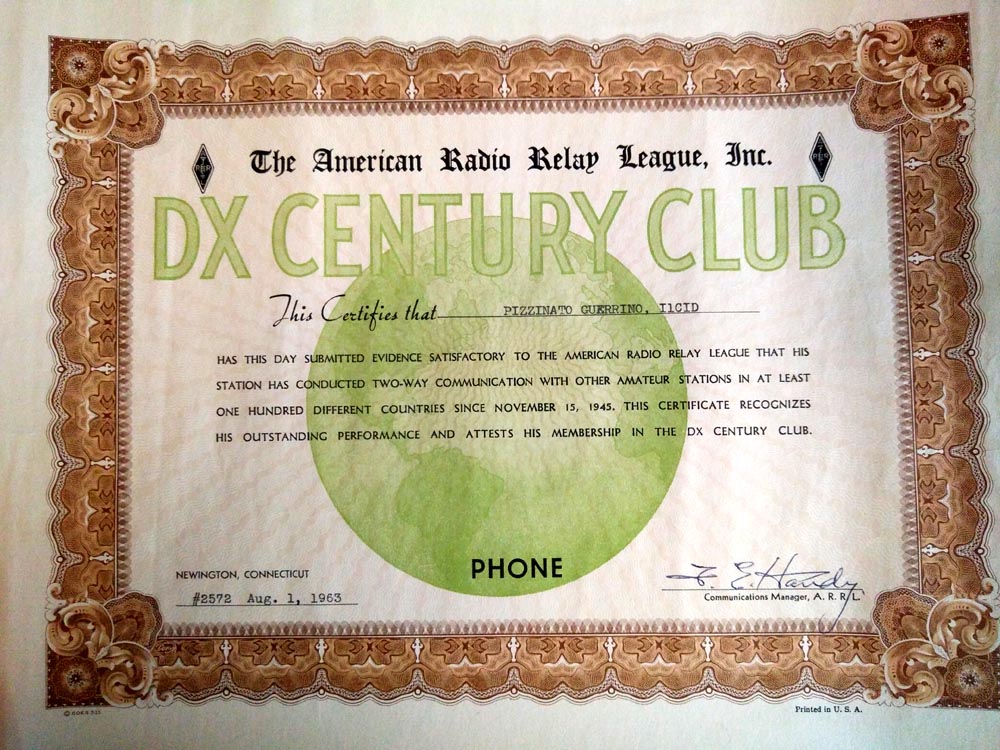 The American Radio Relay League, Inc.
DX CENTURY CLUB
This Certifies that PIZZINATO GUERRINO, I1CID
HAS THIS DAY SUBMITTED EVIDENCE SATISFACTORY TO THE AMERICAN RADIO RELAY LEAGUE THAT HIS
STATION HAS CONDUCTED TWO-WAY COMMUNICATION WITH OTHER AMATEUR STATIONS IN AT LEAST
ONE HUNDRED DIFFERENT COUNTRIES SINCE NOVEMBER 15, 1945. THIS CERTIFICATE RECOGNIZES
HIS OUTSTANDING PERFORMANCE AND ATTESTS HIS MEMBERSHIP IN THE DX CENTURY CLUB.
PHONE
NEWINGTON, CONNECTICUT
#2572 Aug. 1, 1963
F. E. Handy
Communications Manager, A. R. R. L.
Printed in U. S. A.